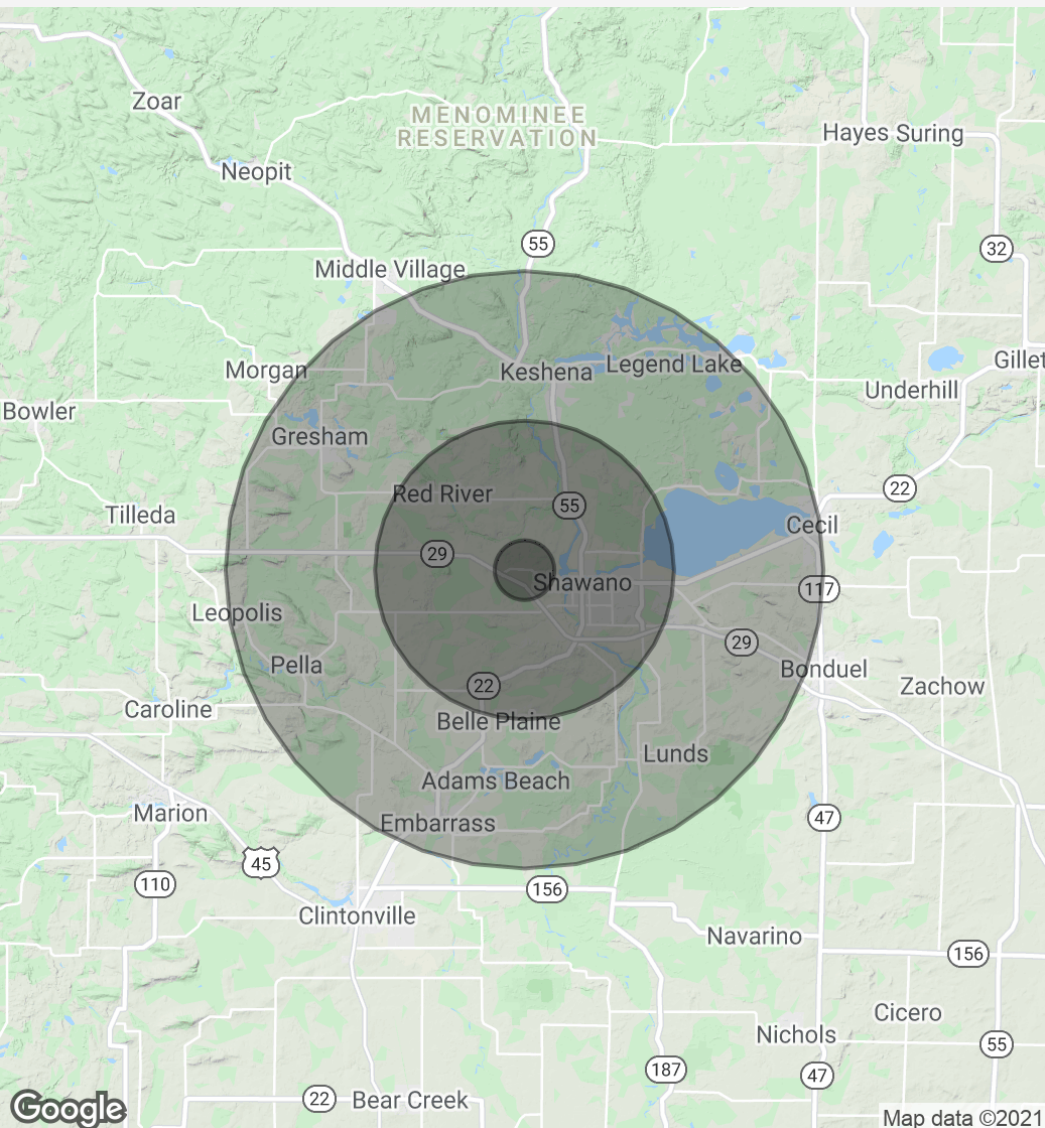 Zoar
MENOMINEE
RESERVATION
Hayes Suring
Neopit
55
32
Middle Village
Morgan
Keshena
Legend Lake
Gillet
Underhill
Bowler
Gresham
Red River
22
55
Tilleda
Cecil
29
Shawano
117
Leopolis
29
Pella
Bonduel
22
Zachow
Caroline
Belle Plaine
Lunds
Adams Beach
Marion
Embarrass
47
45
110
156
Clintonville
Navarino
156
Cicero
Nichols
55
187
47
22
Bear Creek
Google
Map data ©2021